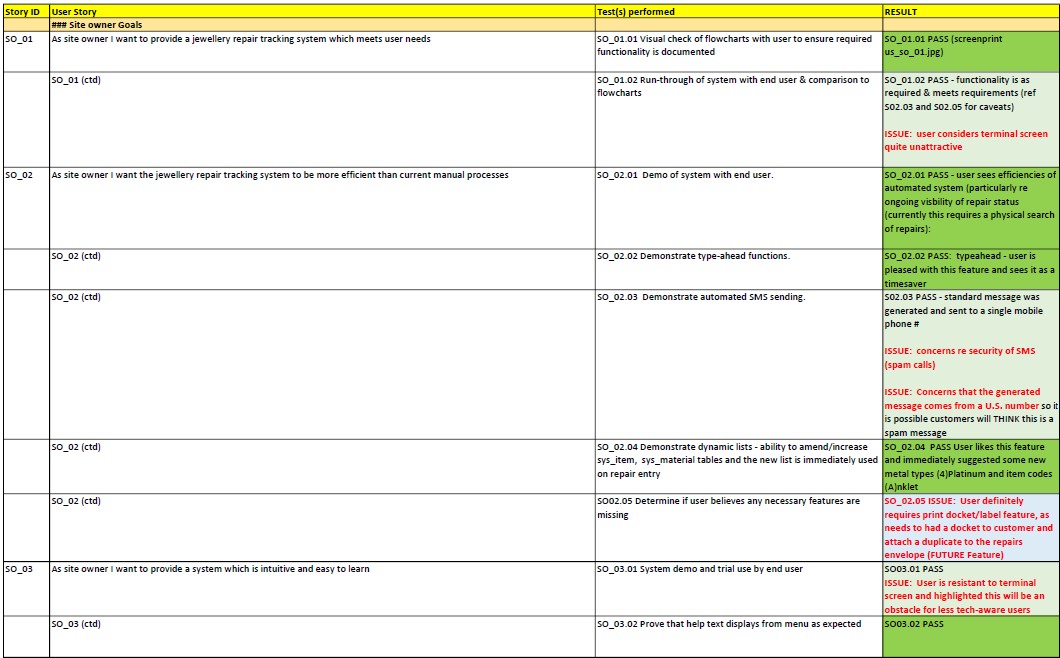 Story ID User Story Test(s) performed RESULT
### Site owner Goals
SO_01 As site owner I want to provide a jewellery repair tracking system which meets user needs
SO_01.01 Visual check of flowcharts with user to ensure required
functionality is documented
SO_01.01 PASS (screenprint
us_so_01.jpg)
SO_01 (ctd)
SO_01.02 Run-through of system with end user & comparison to
flowcharts
SO_01.02 PASS - functionality is as
required & meets requirements (ref
S02.03 and S02.05 for caveats)
ISSUE: user considers terminal screen
quite unattractive
SO_02 As site owner I want the jewellery repair tracking system to be more efficient than current manual processes
SO_02.01 Demo of system with end user.
SO_02.01 PASS - user sees efficiencies of
automated system (particularly re
ongoing visbility of repair status
(currently this requires a physical search
of repairs):
SO_02 (ctd)
SO_02.02 Demonstrate type-ahead functions.
SO_02.02 PASS: typeahead - user is
pleased with this feature and sees it as a
timesaver
SO_02 (ctd)
SO_02.03 Demonstrate automated SMS sending.
S02.03 PASS - standard message was
generated and sent to a single mobile
phone #
ISSUE: concerns re security of SMS
(spam calls)
ISSUE: Concerns that the generated
message comes from a U.S. number so it
is possible customers will THINK this is a
spam message
SO_02 (ctd)
SO_02.04 Demonstrate dynamic lists - ability to amend/increase
sys_item, sys_material tables and the new list is immediately used
on repair entry
SO_02.04 PASS User likes this feature
and immediately suggested some new
metal types (4)Platinum and item codes
(A)nklet
SO_02 (ctd)
SO02.05 Determine if user believes any necessary features are
missing
SO_02.05 ISSUE: User definitely
requires print docket/label feature, as
needs to had a docket to customer and
attach a duplicate to the repairs
envelope (FUTURE Feature)
SO_03 As site owner I want to provide a system which is intuitive and easy to learn
SO_03.01 System demo and trial use by end user
SO03.01 PASS
ISSUE: User is resistant to terminal
screen and highlighted this will be an
obstacle for less tech-aware users
SO_03 (ctd)
SO_03.02 Prove that help text displays from menu as expected
SO03.02 PASS